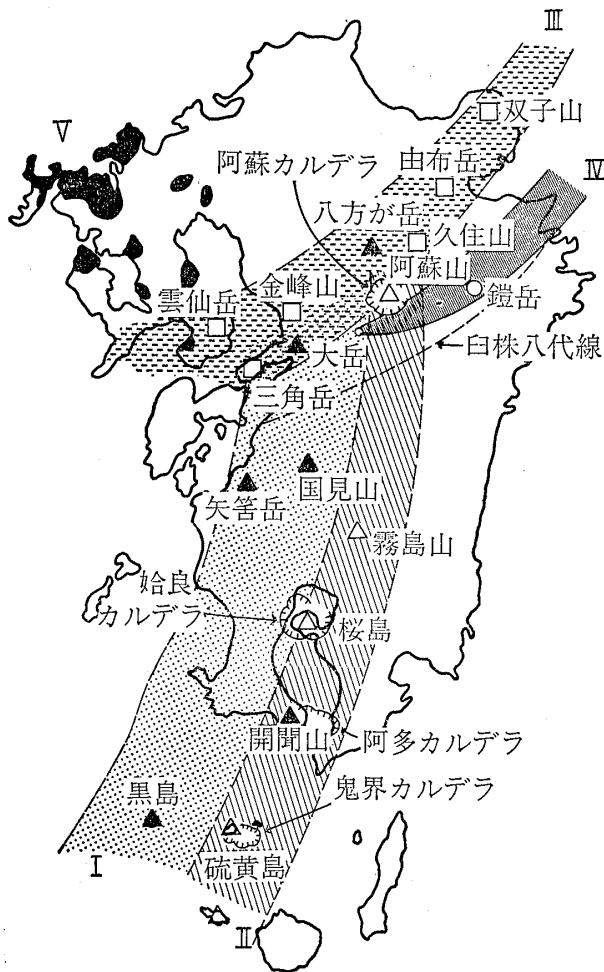 III
双子山
V
由布岳
阿蘇カルデラ
IV
八方が岳
久住山
阿蘇山
金峰山
雲仙岳
鎧岳
大岳
臼株八代線
三角岳
国見山
矢筈岳
霧島山
姶良
カルデラ
桜島
開聞山
阿多カルデラ
黒島
鬼界カルデラ
I
硫黄島
II